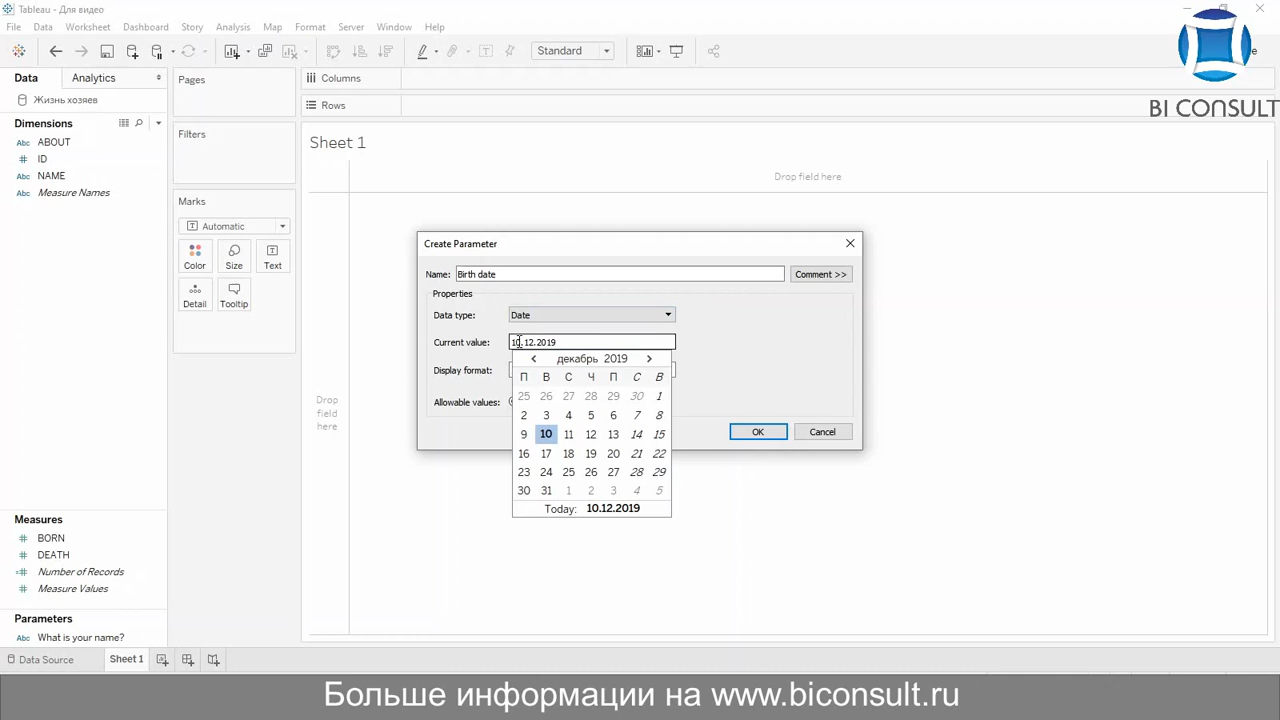 Tableau - Для видео
File Data Worksheet Dashboard Story Analysis Map Format Server Window Help
Standard
BI CONSULT
Data Analytics
Жизнь хозяев
Dimensions
Abc ABOUT
ID
Abc NAME
Abc Measure Names
Measures
BORN
DEATH
Number of Records
Measure Values
Parameters
Abc What is your name?
Pages
Filters
Marks
Automatic
Color Size Text
Detail Tooltip
Columns
Rows
Sheet 1
Drop field here
Drop
field
here
Create Parameter
Name: Birth date Comment >>
Properties
Data type: Date
Current value: 10.12.2019
Display format:
Allowable values:
декабрь 2019
П В С Ч П С В
25 26 27 28 29 30 1
2 3 4 5 6 7 8
9 10 11 12 13 14 15
16 17 18 19 20 21 22
23 24 25 26 27 28 29
30 31 1 2 3 4 5
Today: 10.12.2019
OK Cancel
Data Source Sheet 1
Больше информации на www.biconsult.ru